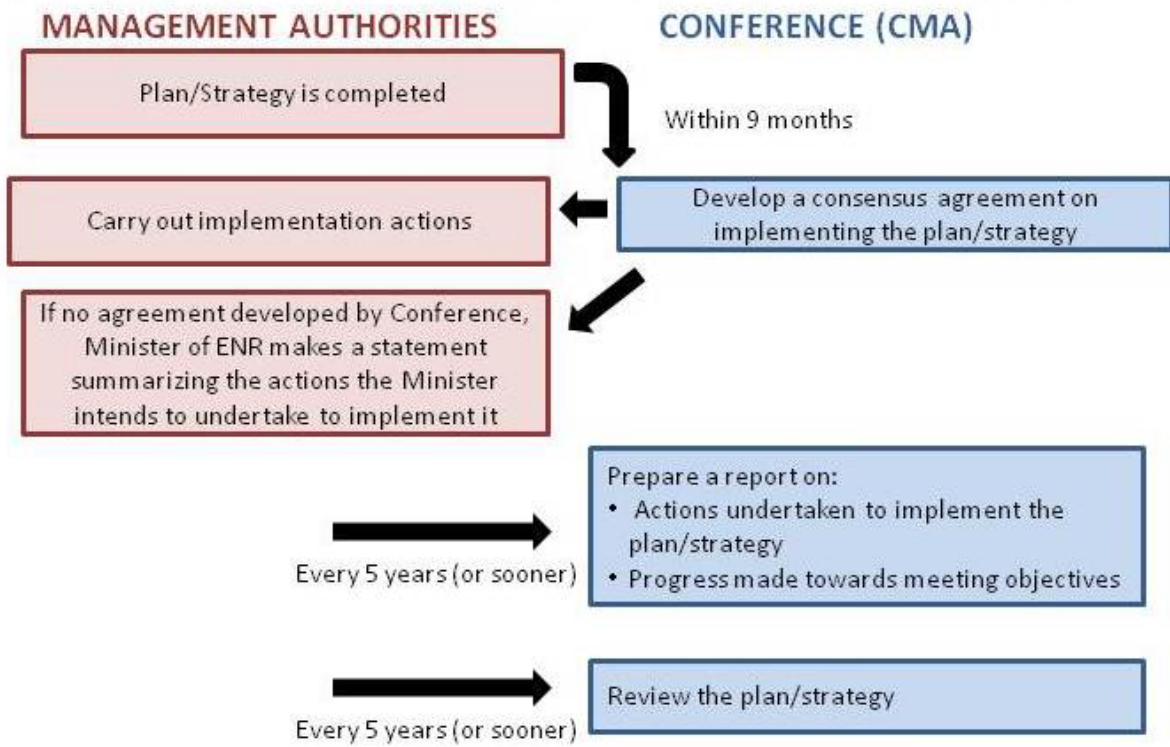 MANAGEMENT AUTHORITIES
CONFERENCE (CMA)
Plan/Strategy is completed
Within 9 months
Carry out implementation actions
Develop a consensus agreement on
implementing the plan/strategy
If no agreement developed by Conference,
Minister of ENR makes a statement
summarizing the actions the Minister
intends to undertake to implement it
Every 5 years (or sooner)
Prepare a report on:
• Actions undertaken to implement the
plan/strategy
• Progress made towards meeting objectives
Every 5 years (or sooner)
Review the plan/strategy